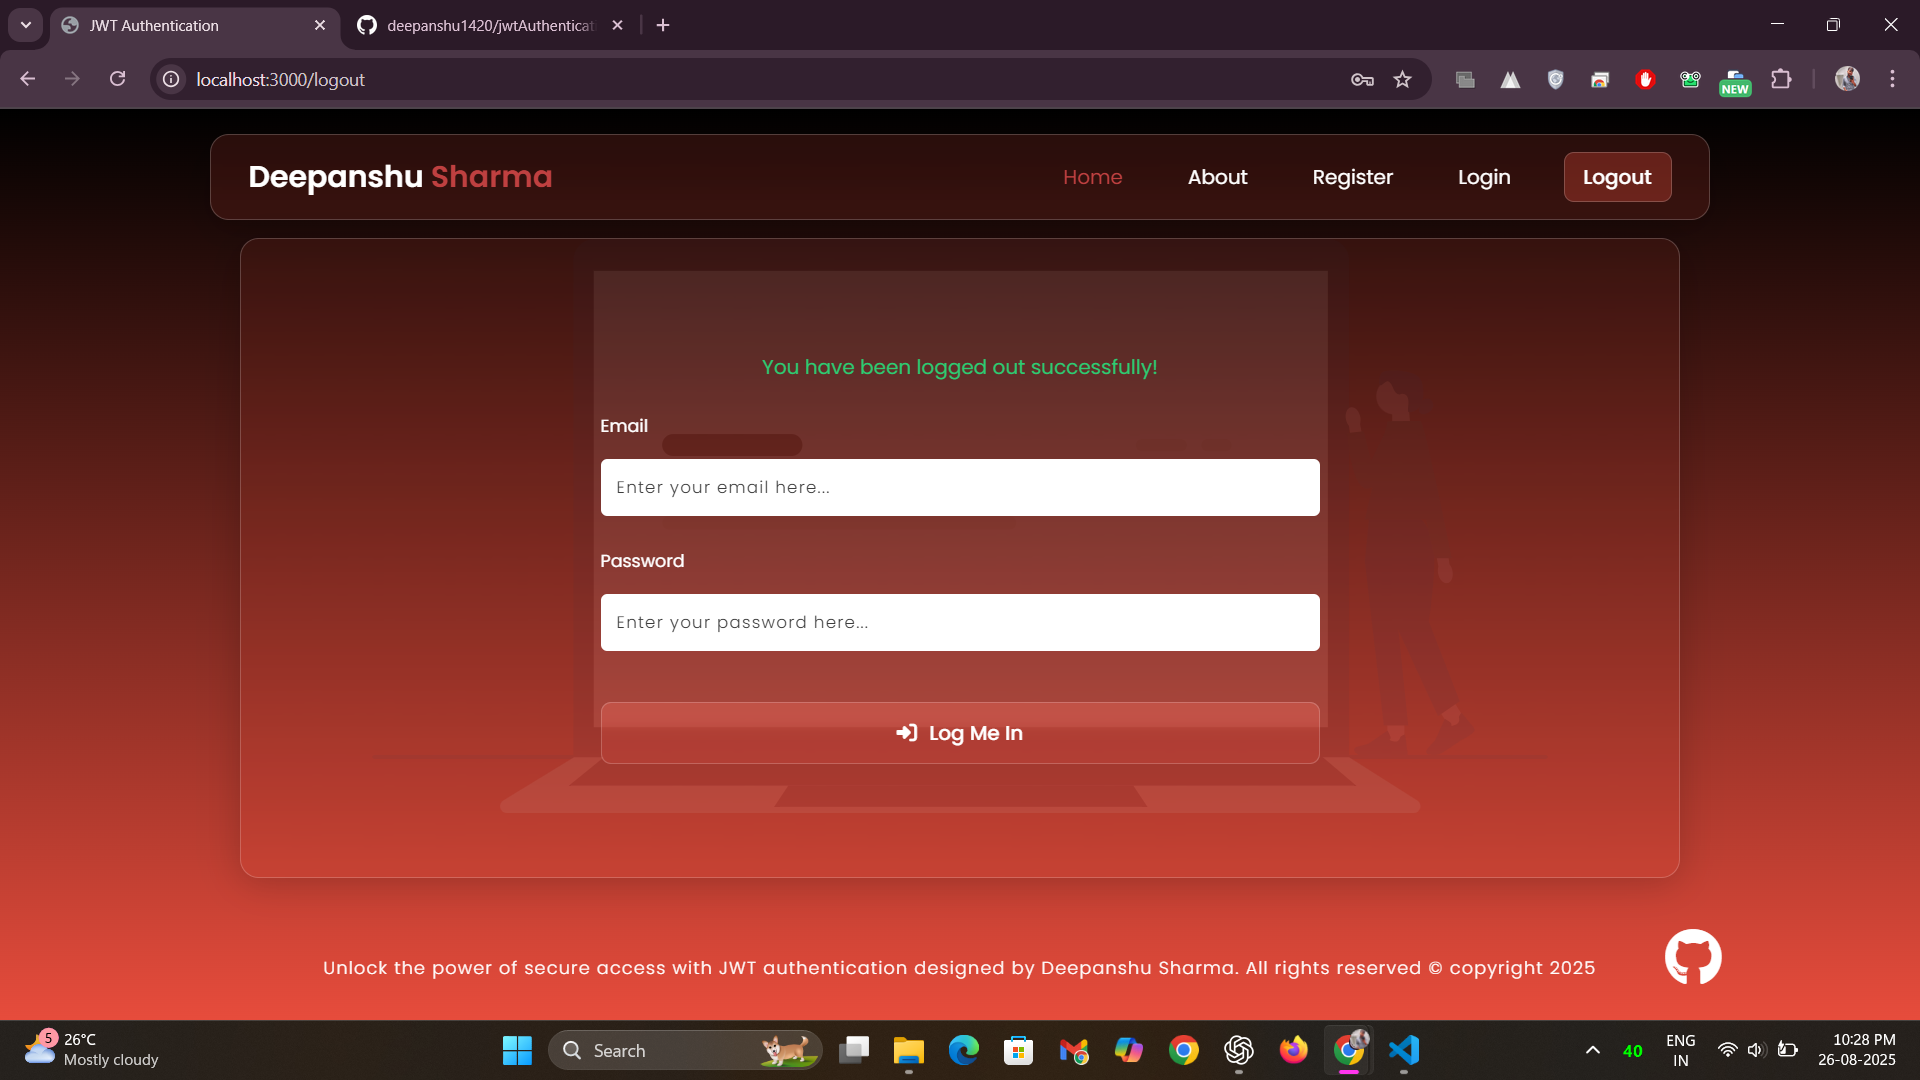 JWT Authentication
deepanshu1420/jwtAuthenticat
localhost:3000/logout
NEW
Deepanshu Sharma
Home
About
Register
Login
Logout
You have been logged out successfully!
Email
Enter your email here...
Password
Enter your password here...
Log Me In
Unlock the power of secure access with JWT authentication designed by Deepanshu Sharma. All rights reserved © copyright 2025
5
26°C
Mostly cloudy
Search
40
ENG
IN
10:28 PM
26-08-2025